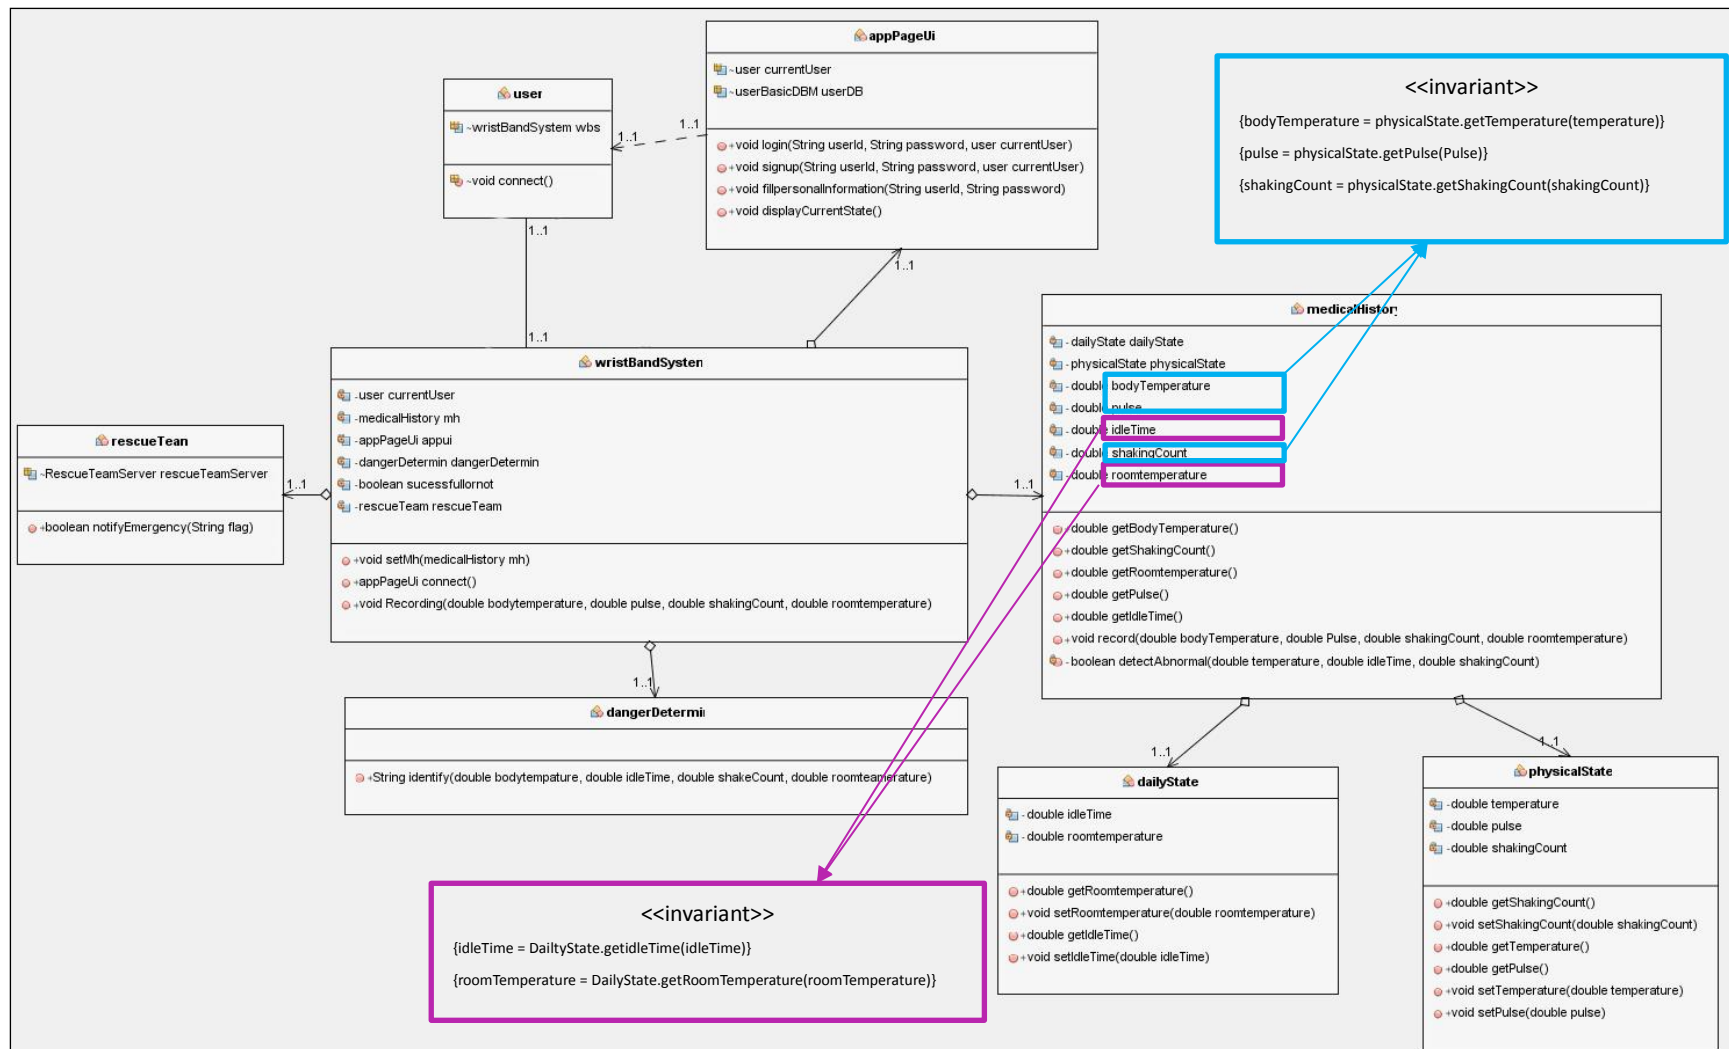 appPageUi
~user currentUser
~userBasicDBM userDB
+void login(String userId, String password, user currentUser)
+void signup(String userId, String password, user currentUser)
+void fillpersonalInformation(String userId, String password)
+void displayCurrentState()
user
~wristBandSystem wbs
~void connect()
1..1
1..1
1..1
1..1
1..1
<<invariant>>
{bodyTemperature = physicalState.getTemperature(temperature)}
{pulse = physicalState.getPulse(Pulse)}
{shakingCount = physicalState.getShakingCount(shakingCount)}
wristBandSysten
-user currentUser
-medicalHistory mh
-appPageUi appui
-dangerDetermin dangerDetermin
-boolean sucessfullornot
-rescueTeam rescueTeam
+void setMh(medicalHistory mh)
+appPageUi connect()
+void Recording(double bodytemperature, double pulse, double shakingCount, double roomtemperature)
rescueTean
~RescueTeamServer rescueTeamServer
+boolean notifyEmergency(String flag)
1..1
1..1
1..1
medicalHistory
-dailyState dailyState
-physicalState physicalState
-double bodyTemperature
-double pulse
-double idleTime
-double shakingCount
-double roomtemperature
+double getBodyTemperature()
+double getShakingCount()
+double getRoomtemperature()
+double getPulse()
+double getIdleTime()
+void record(double bodyTemperature, double Pulse, double shakingCount, double roomtemperature)
-boolean detectAbnormal(double temperature, double idleTime, double shakingCount)
dangerDetermi
+String identify(double bodytempature, double idleTime, double shakeCount, double roomteamerature)
1..1
1..1
dailyState
-double idleTime
-double roomtemperature
+double getRoomtemperature()
+void setRoomtemperature(double roomtemperature)
+double getIdleTime()
+void setIdleTime(double idleTime)
physicalState
-double temperature
-double pulse
-double shakingCount
+double getShakingCount()
+void setShakingCount(double shakingCount)
+double getTemperature()
+double getPulse()
+void setTemperature(double temperature)
+void setPulse(double pulse)
<<invariant>>
{idleTime = DailtyState.getidleTime(idleTime)}
{roomTemperature = DailyState.getRoomTemperature(roomTemperature)}